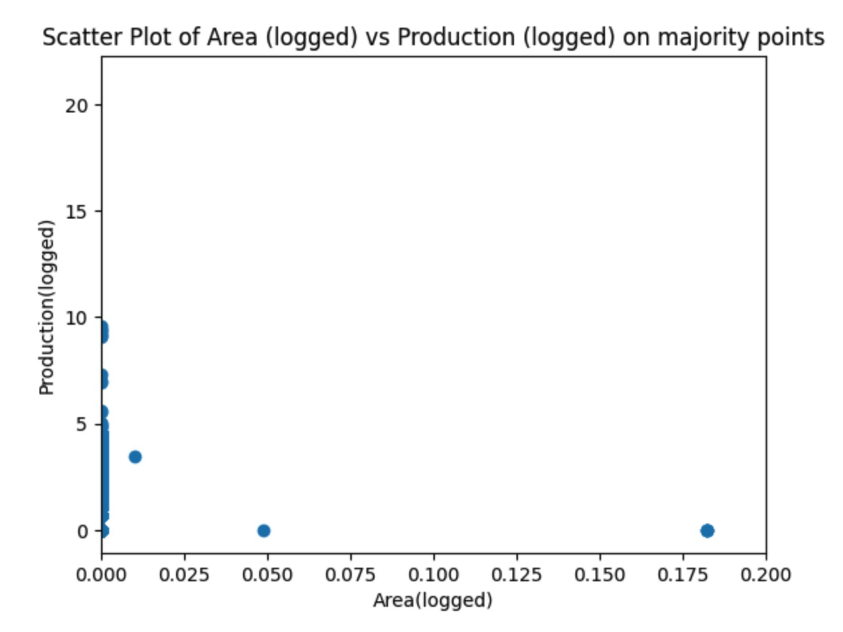 Scatter Plot of Area (logged) vs Production (logged) on majority points
20
15
10
5
0
Production(logged)
0.000 0.025 0.050 0.075 0.100 0.125 0.150 0.175 0.200
Area(logged)